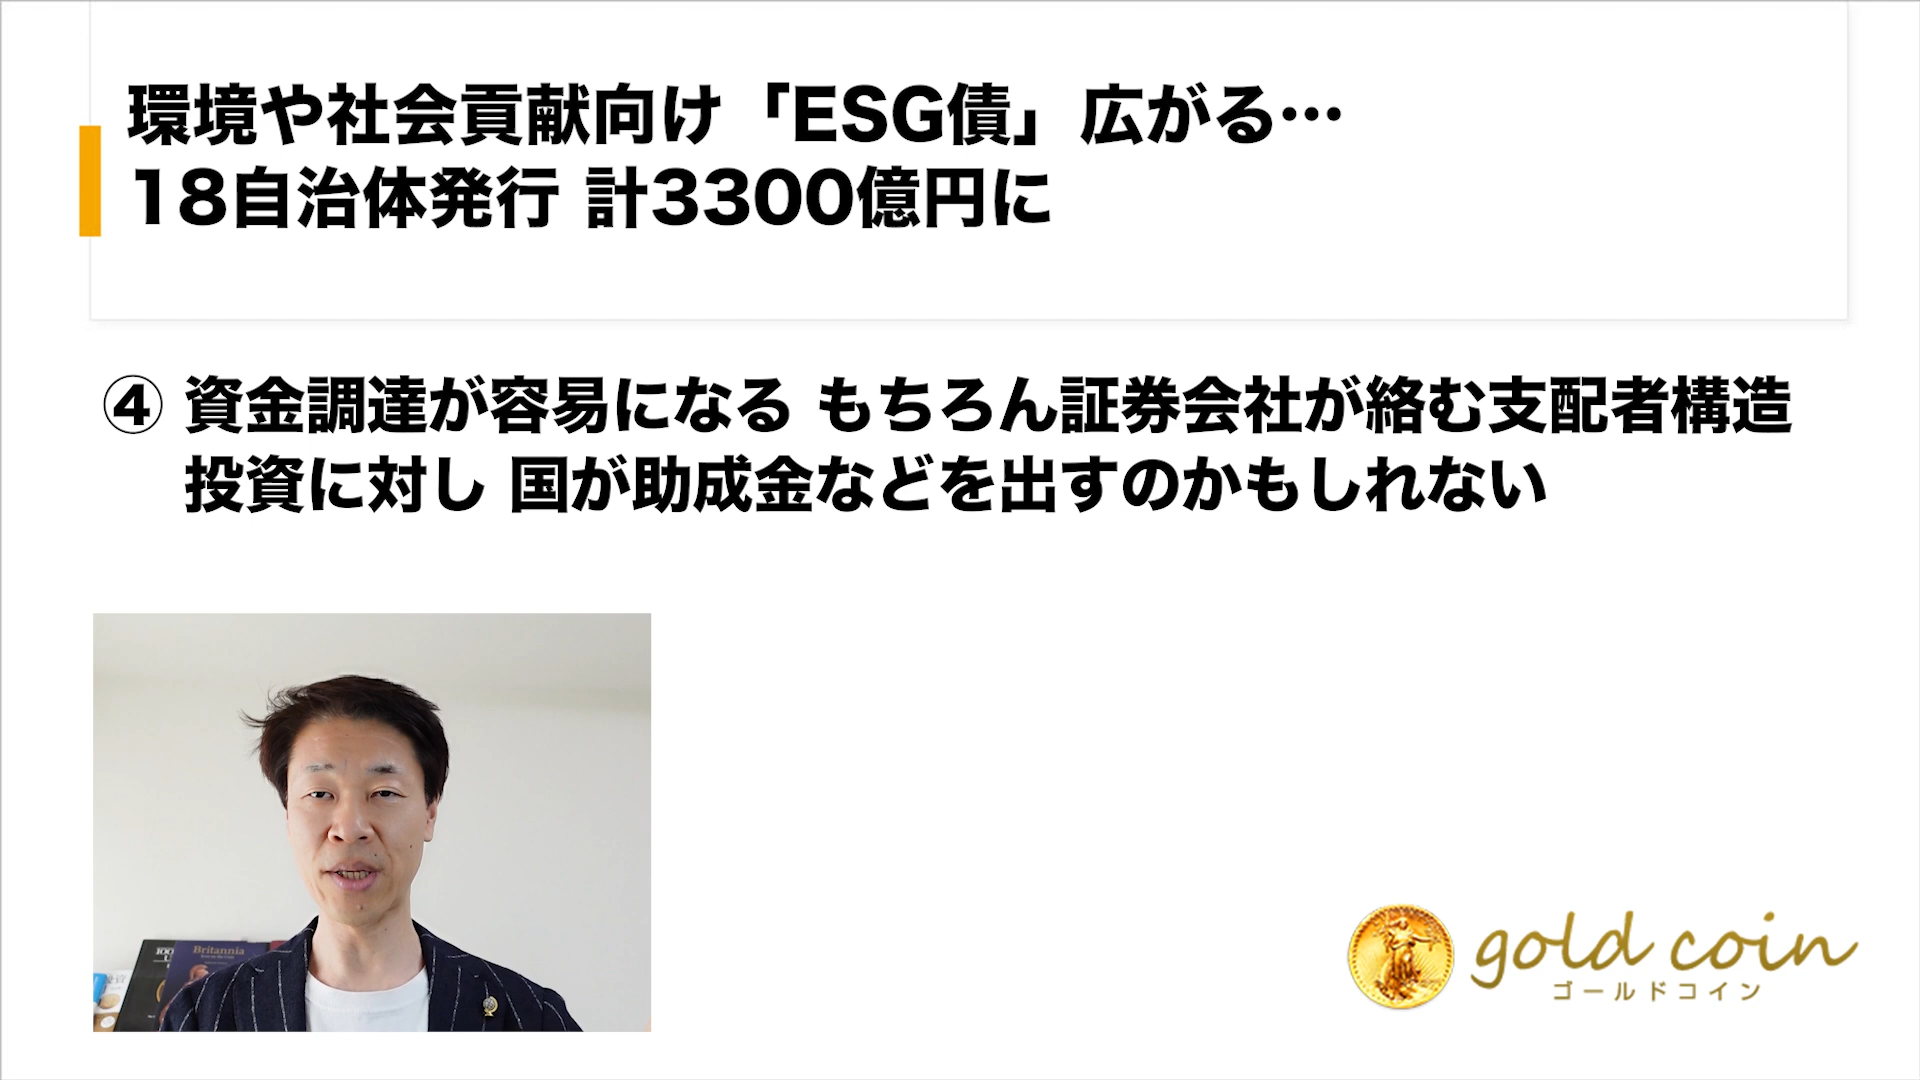 環境や社会貢献向け「ESG債」広がる…
18自治体発行 計3300億円に
④ 資金調達が容易になる もちろん証券会社が絡む支配者構造
投資に対し 国が助成金などを出すのかもしれない
Britannia
gold coin
ゴールドコイン